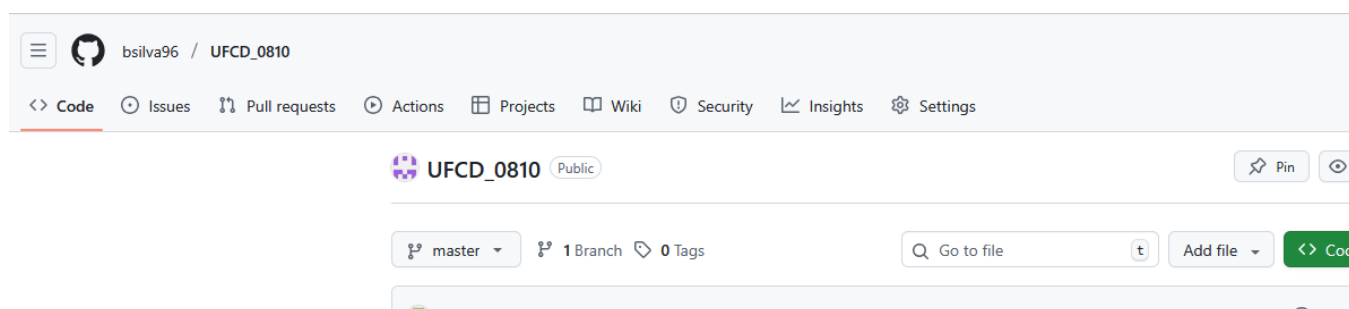 bsilva96 / UFCD_0810
Code Issues Pull requests Actions Projects Wiki Security Insights Settings
UFCD_0810 Public Pin
master 1 Branch 0 Tags Go to file t Add file